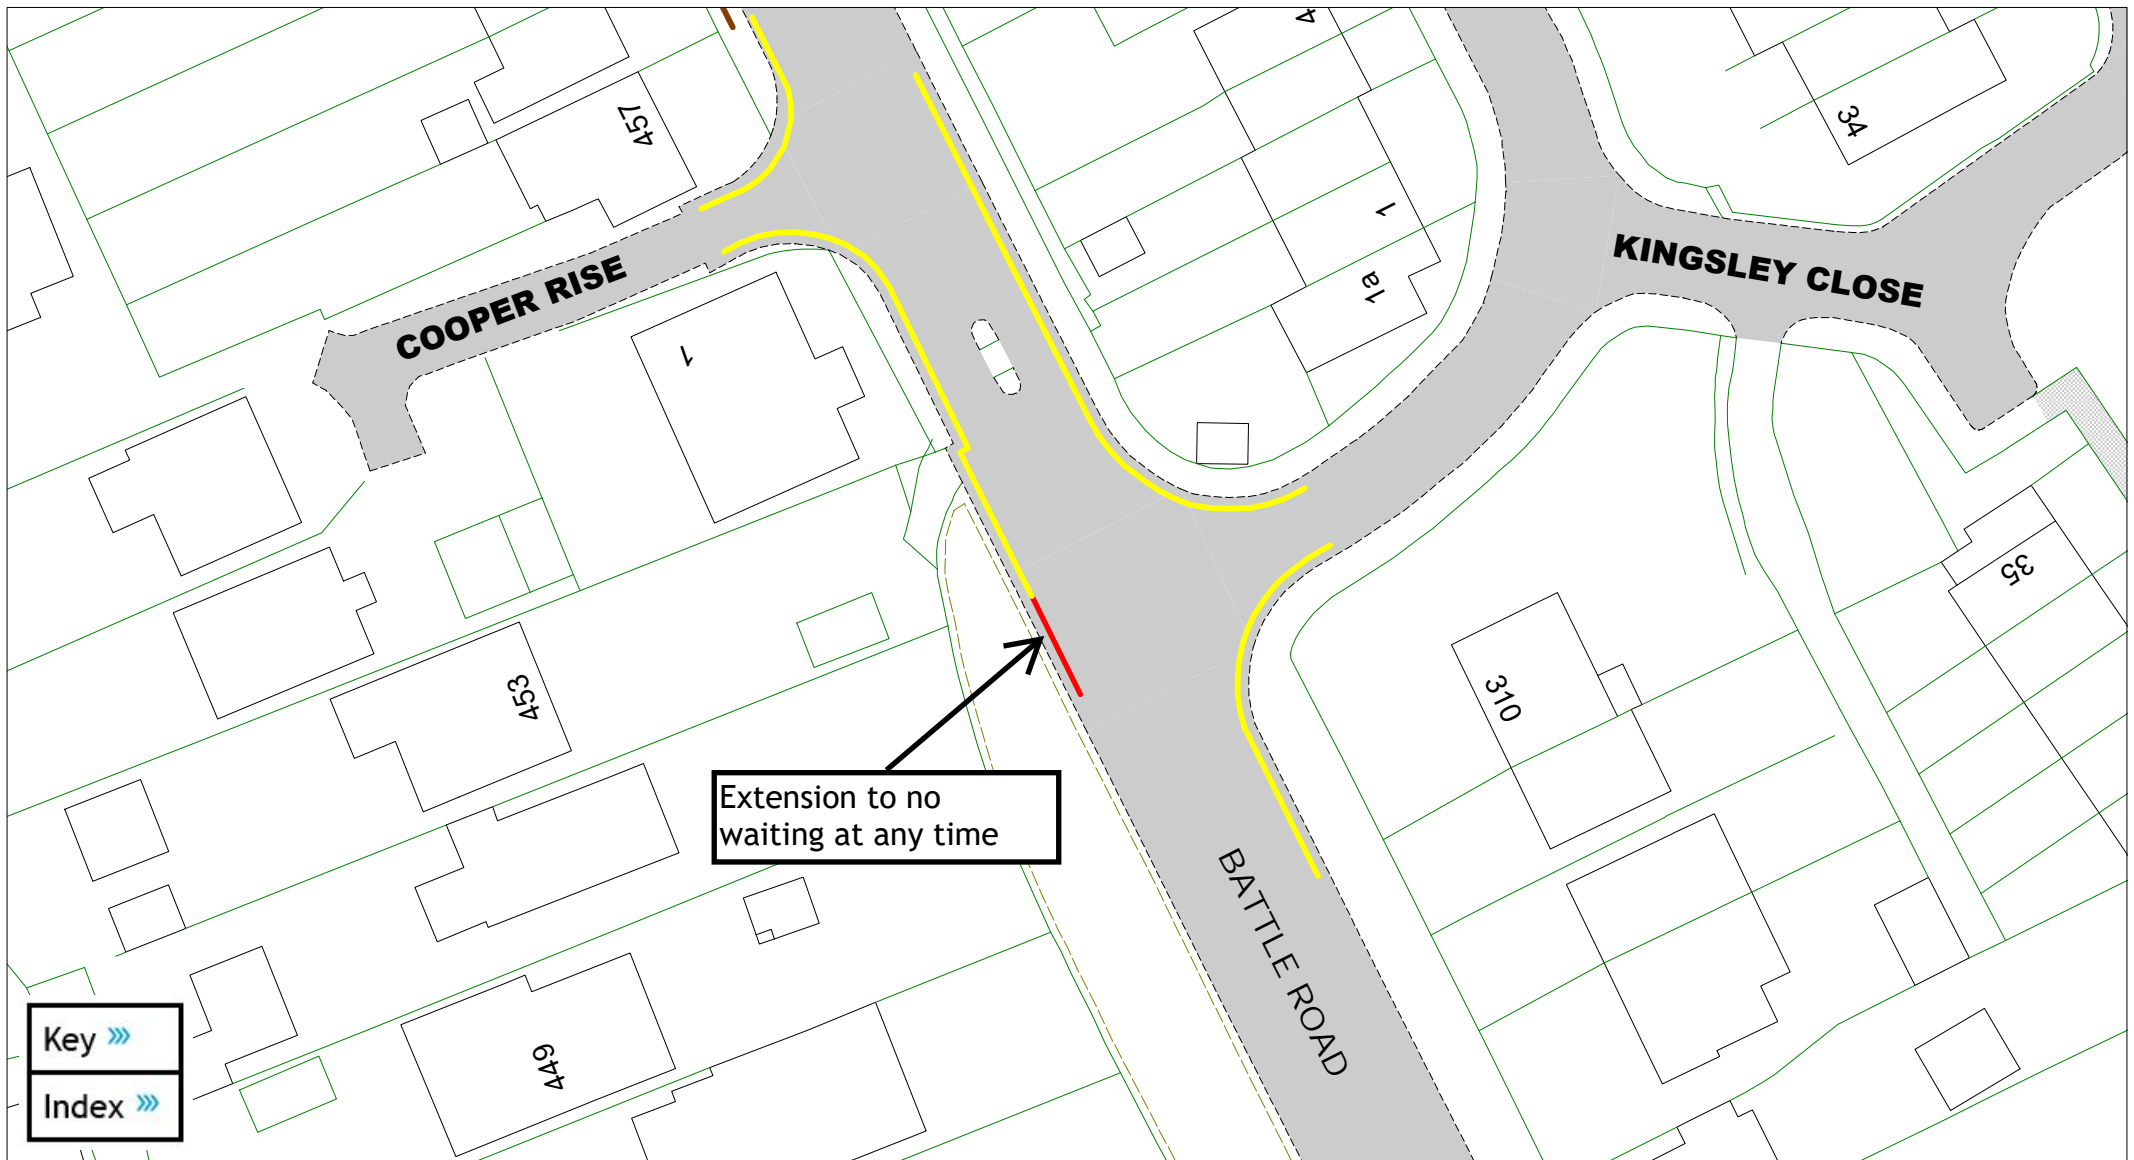 4
457
34
1
1a
KINGSLEY CLOSE
COOPER RISE
1
35
453
310
Extension to no
waiting at any time
BATTLE ROAD
449
Key
Index